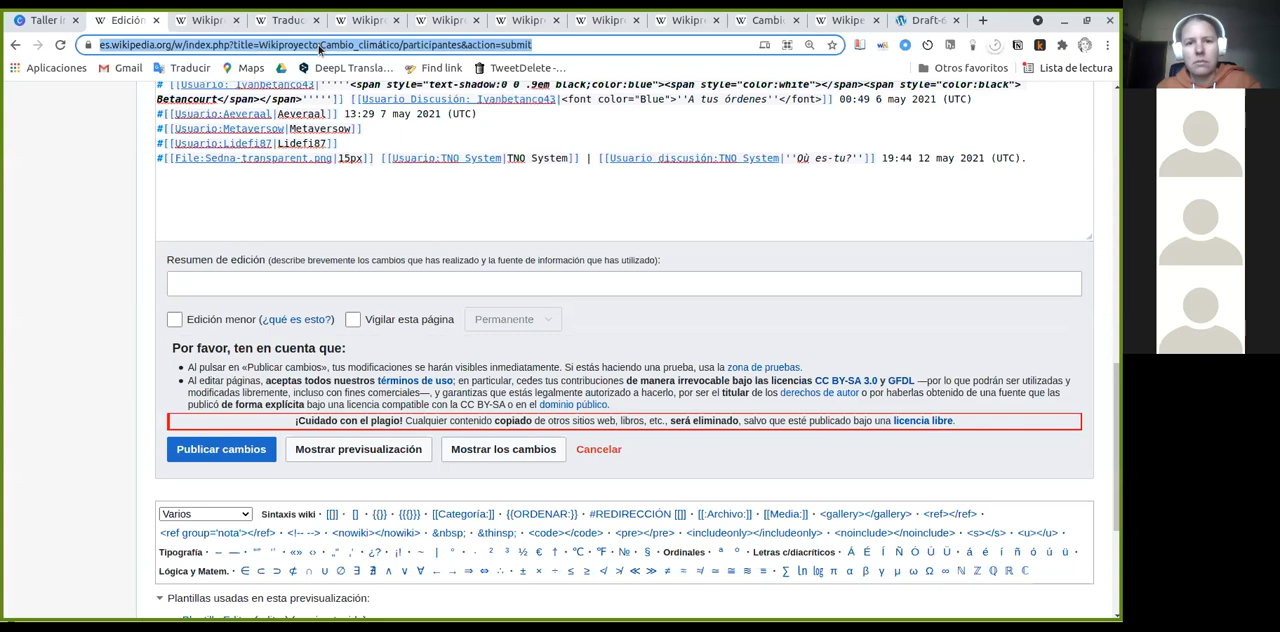 Taller i
Edición
Wikipr
Traduc
Wikipro
Wikipr
Wikipro
Wikipro
Wikipro
Cambi
Wikipe
Draft-6
es.wikipedia.org/w/index.php?title=Wikiproyecto:Cambio_climático/participantes&action=submit
Aplicaciones Gmail Traducir Maps DeepL Transla... Find link TweetDelete -... Otros favoritos Lista de lectura
# [[Usuario: Ivanbetanco43|'''''<span style="text-shadow:0 0 .9em black;color:blue"><span style="color:white"></span><span style="color:black">
Betancourt</span></span>''''']] [[Usuario Discusión: Ivanbetanco43|<font color="Blue">''A tus órdenes''</font>]] 00:49 6 may 2021 (UTC)
#[[Usuario:Aeveraal|Aeveraal]] 13:29 7 may 2021 (UTC)
#[[Usuario:Metaversow|Metaversow]]
#[[Usuario:Lidefi87|Lidefi87]]
#[[File:Sedna-transparent.png|15px]] [[Usuario:TNO System|TNO System]] | [[Usuario discusión:TNO System|''Où es-tu?'']] 19:44 12 may 2021 (UTC).
Resumen de edición (describe brevemente los cambios que has realizado y la fuente de información que has utilizado):
Edición menor (¿qué es esto?) Vigilar esta página Permanente
Por favor, ten en cuenta que:
Al pulsar en «Publicar cambios», tus modificaciones se harán visibles inmediatamente. Si estás haciendo una prueba, usa la zona de pruebas.
Al editar páginas, aceptas todos nuestros términos de uso; en particular, cedes tus contribuciones de manera irrevocable bajo las licencias CC BY-SA 3.0 y GFDL —por lo que podrán ser utilizadas y
modificadas libremente, incluso con fines comerciales—, y garantizas que estás legalmente autorizado a hacerlo, por ser el titular de los derechos de autor o por haberlas obtenido de una fuente que las
publicó de forma explícita bajo una licencia compatible con la CC BY-SA o en el dominio público.
¡Cuidado con el plagio! Cualquier contenido copiado de otros sitios web, libros, etc., será eliminado, salvo que esté publicado bajo una licencia libre.
Publicar cambios Mostrar previsualización Mostrar los cambios Cancelar
Varios Sintaxis wiki · [[]] · [] · {{}} · {{{}}} · [[Categoría:]] · {{ORDENAR:}} · #REDIRECCIÓN [[]] · [[:Archivo:]] · [[Media:]] · <gallery></gallery> · <ref></ref> ·
<ref group='nota'></ref> · <!-- --> · <nowiki></nowiki> · &nbsp; · &thinsp; · <code></code> · <pre></pre> · <includeonly></includeonly> · <noinclude></noinclude> · <s></s> · <u></u> ·
Tipografía · – — · “” ‘’ · «» ‹› · „“ ‚‘ · ¿? · ¡! · ~ | ° · · ² ³ ½ € † · ℃ · ℉ · № · § · Ordinales · ª º · Letras c/diacríticos · Á É Í Ñ Ó Ú Ü · á é í ñ ó ú ü ·
Lógica y Matem. · ∈ ⊂ ⊃ ∉ ∩ ∪ ∅ ∃ ∄ ∧ ∨ ∀ ← → ⇒ ⇔ ∴ · ± × ÷ ≤ ≥ ≮ ≯ ≪ ≫ ≠ ≈ ≉ ≅ ≅ ≋ ≡ · ∑ ㏑ ㏒ π α β γ μ ω Ω ∞ ℕ ℤ ℚ ℝ ℂ
Plantillas usadas en esta previsualización: